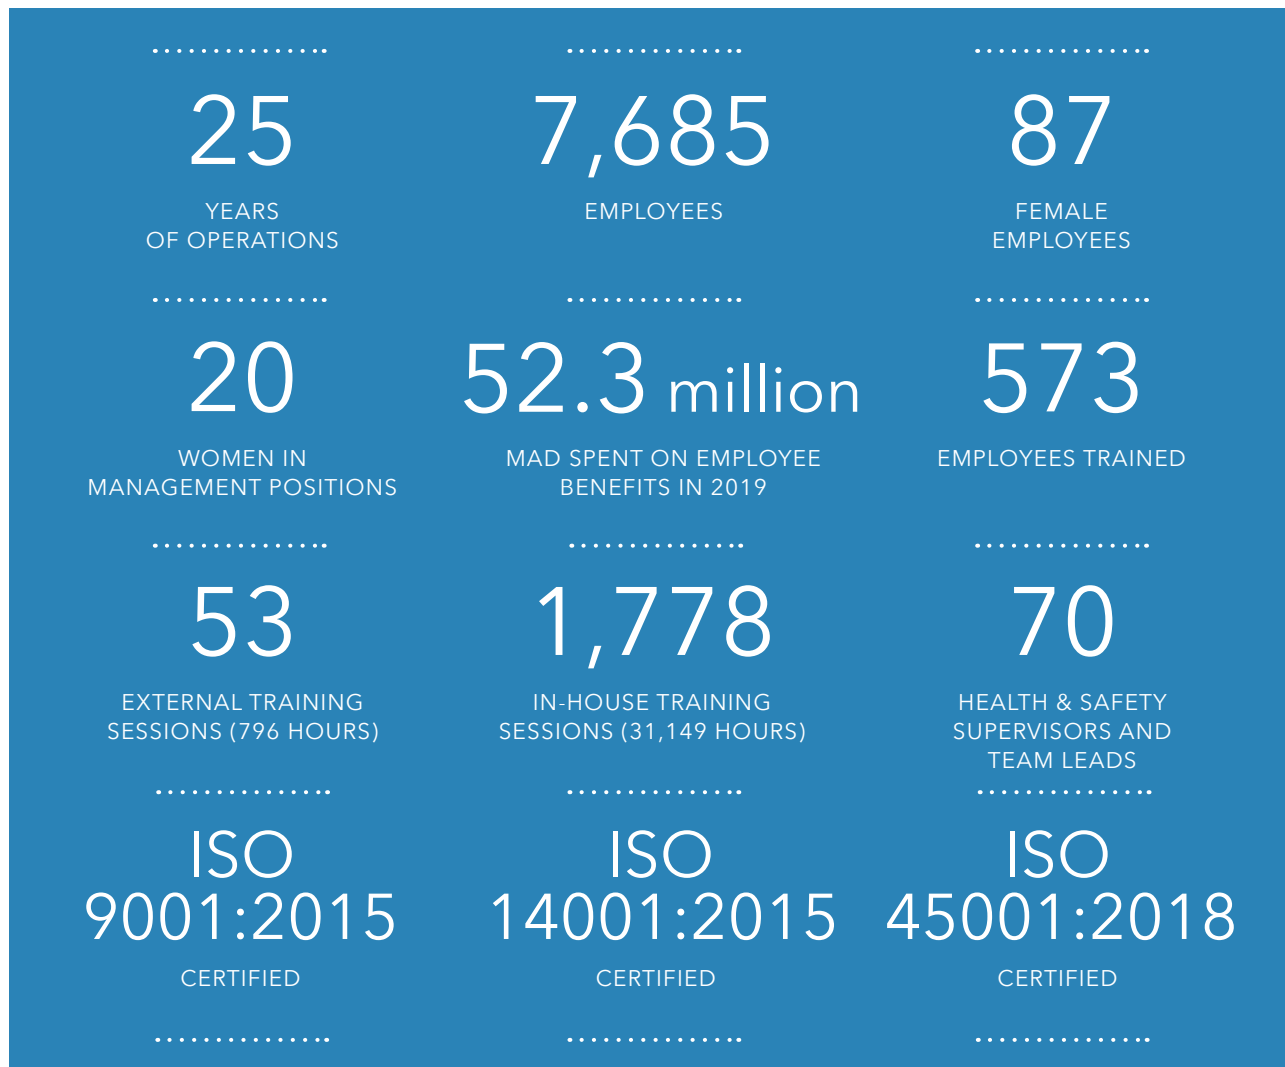 25
YEARS
OF OPERATIONS
7,685
EMPLOYEES
87
FEMALE
EMPLOYEES
20
WOMEN IN
MANAGEMENT POSITIONS
52.3 million
MAD SPENT ON EMPLOYEE
BENEFITS IN 2019
573
EMPLOYEES TRAINED
53
EXTERNAL TRAINING
SESSIONS (796 HOURS)
1,778
IN-HOUSE TRAINING
SESSIONS (31,149 HOURS)
70
HEALTH & SAFETY
SUPERVISORS AND
TEAM LEADS
ISO
9001:2015
CERTIFIED
ISO
14001:2015
CERTIFIED
ISO
45001:2018
CERTIFIED